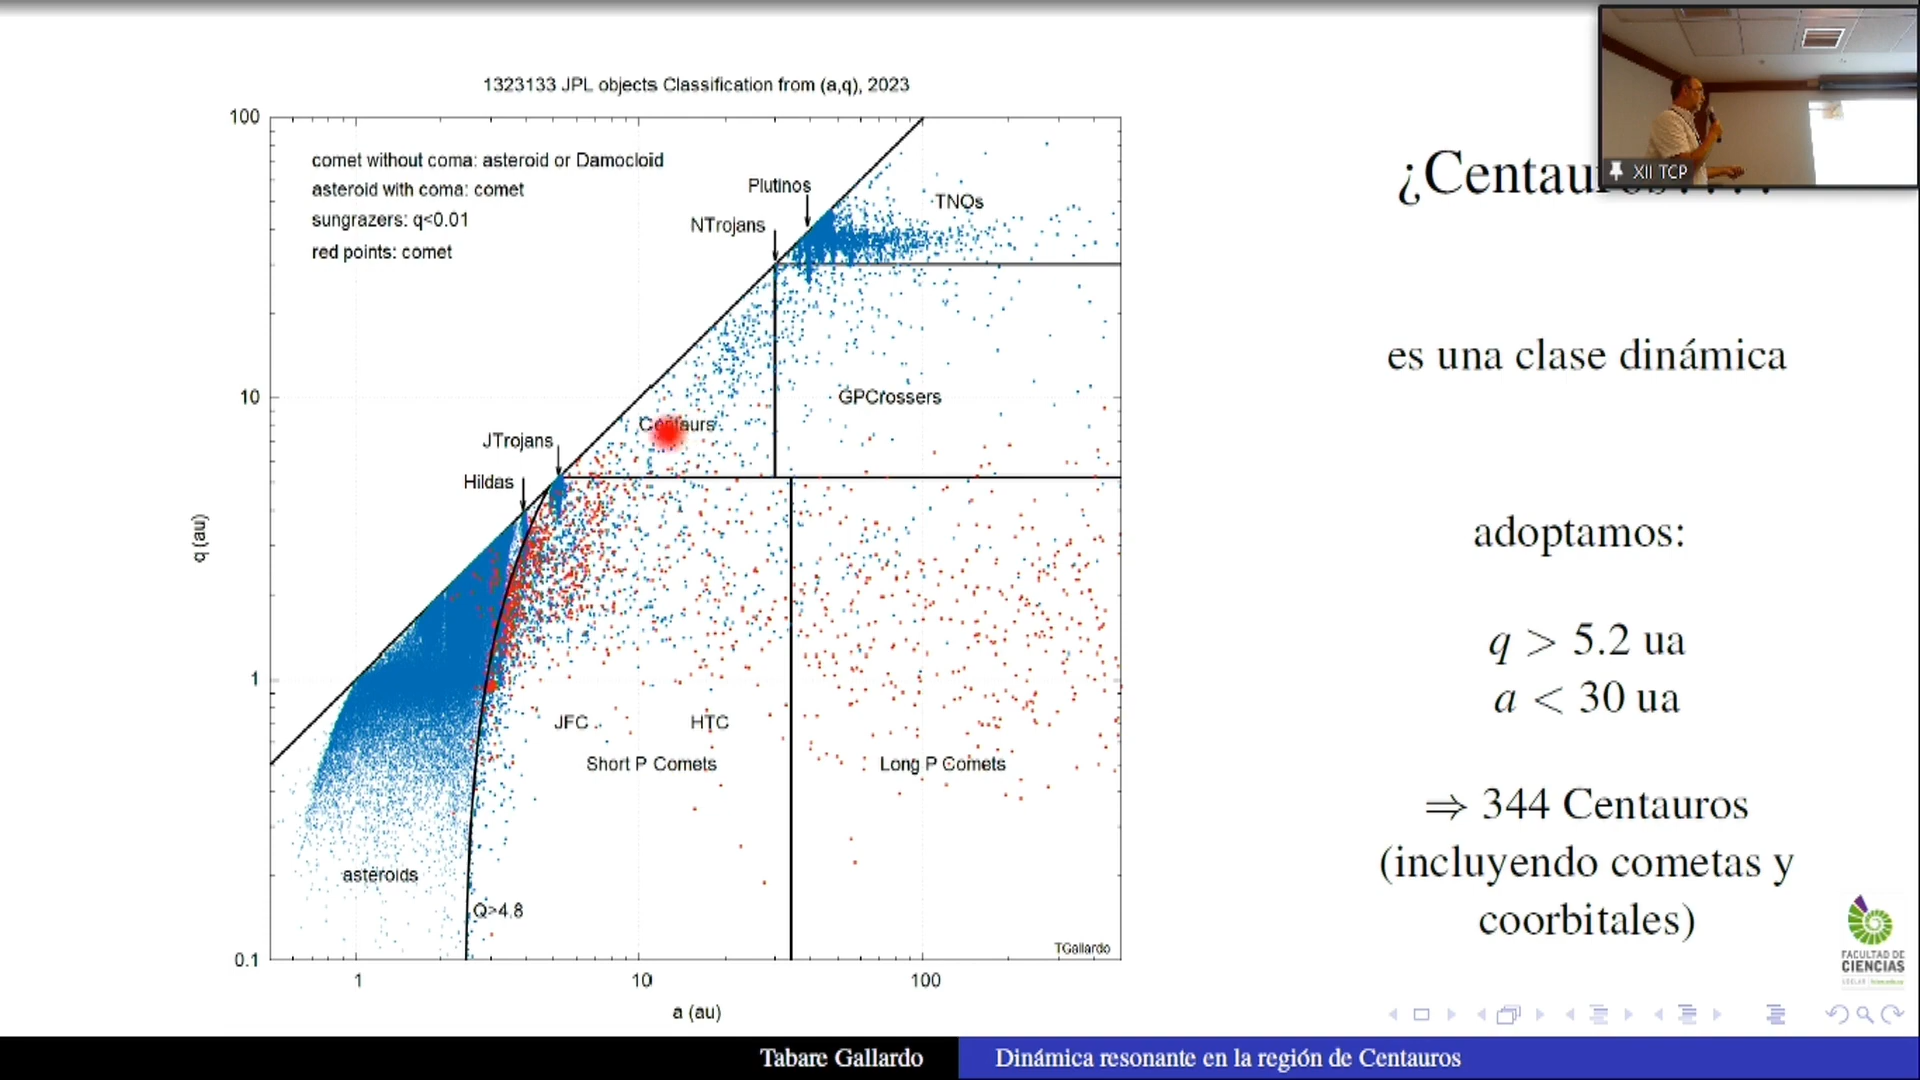 1323133 JPL objects Classification from (a,q), 2023
100
10
1
0.1
q (au)
comet without coma: asteroid or Damocloid
asteroid with coma: comet
sungrazers: q<0.01
red points: comet
Plutinos
NTrojans
TNOs
GPCrossers
Centaurs
JTrojans
Hildas
JFC
HTC
Short P Comets
Long P Comets
asteroids
Q>4.8
TGallardo
1
10
100
a (au)
XII TCP
es una clase dinámica
adoptamos:
q > 5.2 ua
a < 30 ua
⇒ 344 Centauros
(incluyendo cometas y
coorbitales)
FACULTAD DE
CIENCIAS
Tabare Gallardo
Dinámica resonante en la región de Centauros